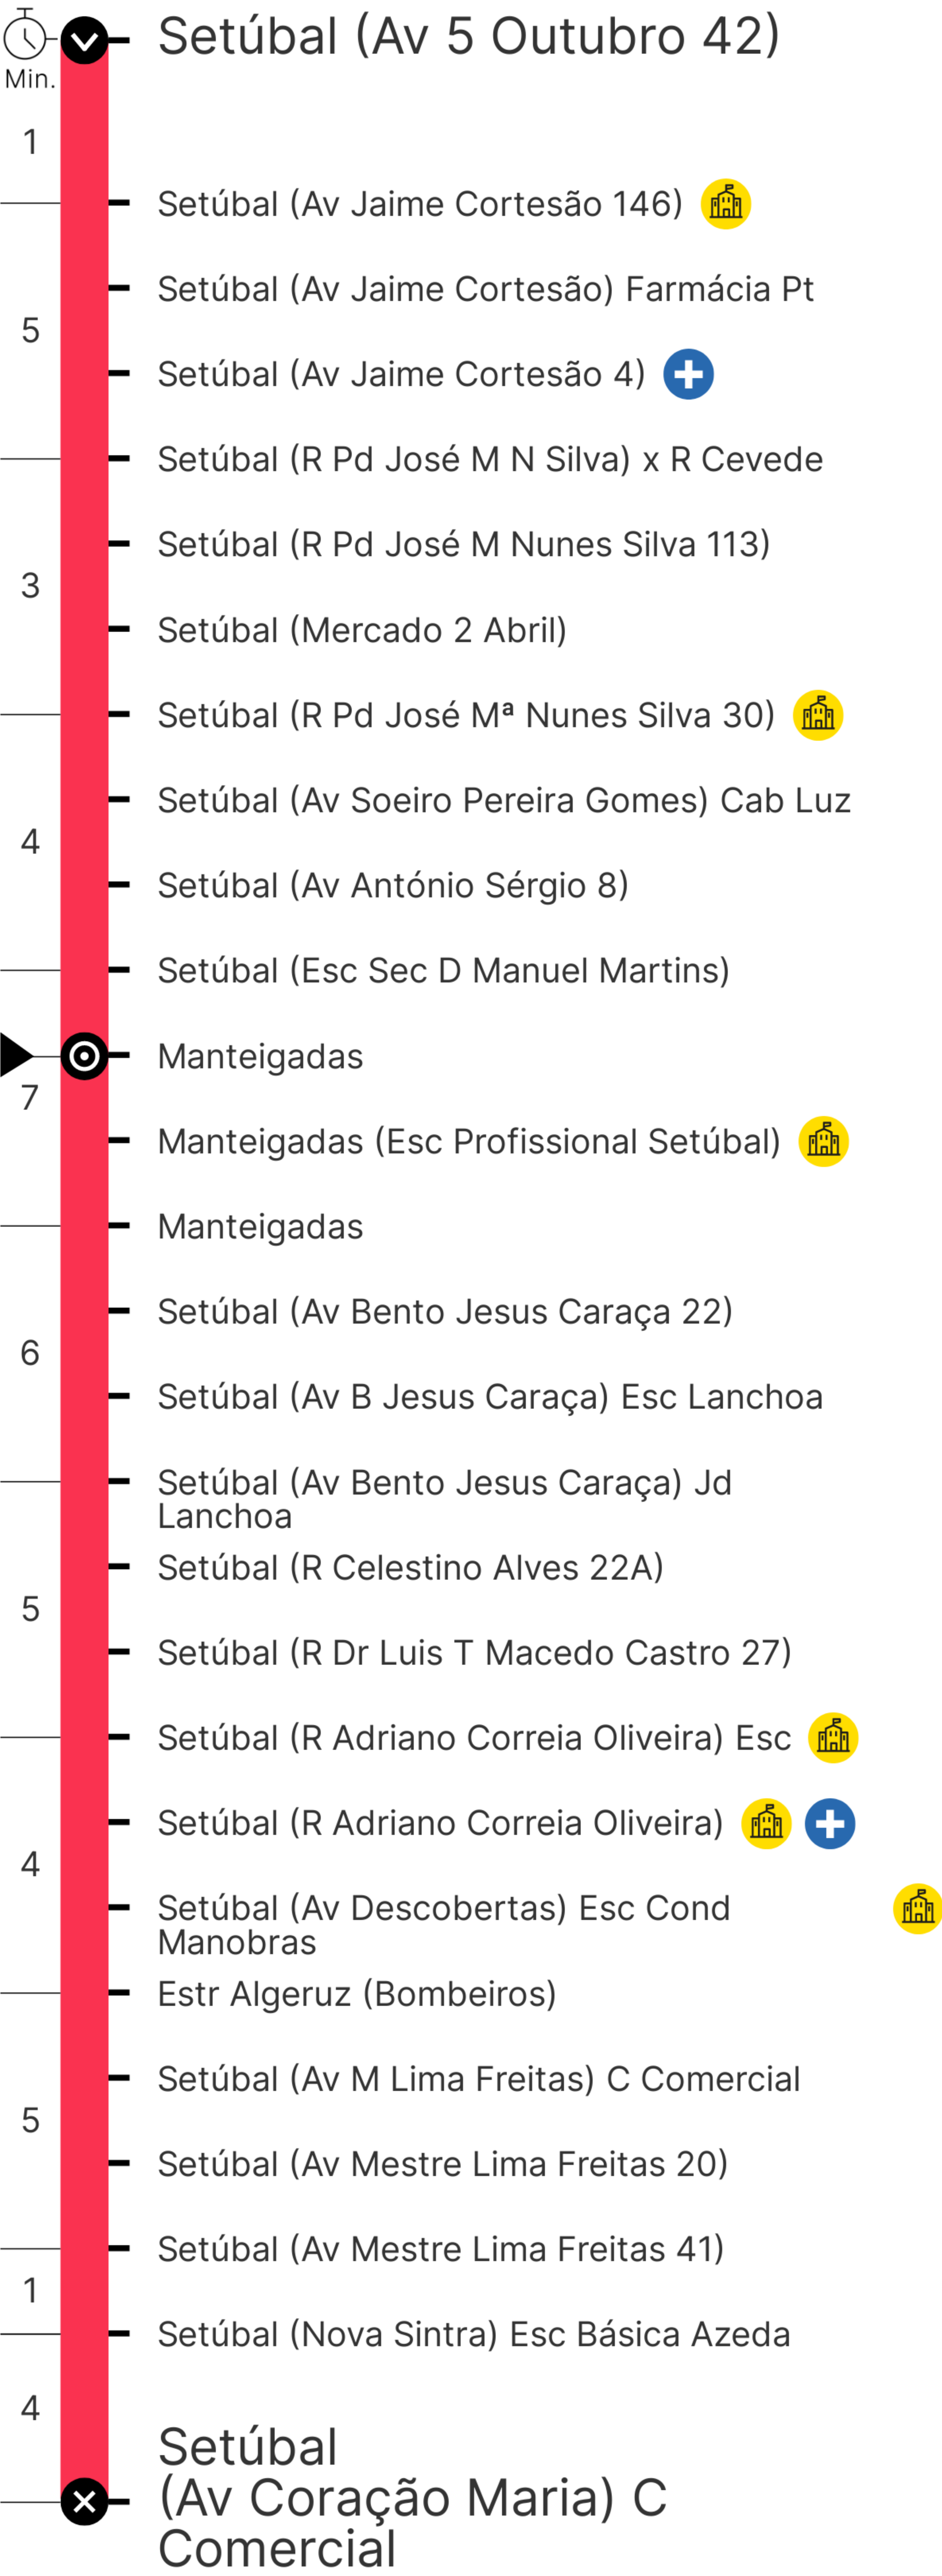 Setúbal (Av 5 Outubro 42)
Min.
1
Setúbal (Av Jaime Cortesão 146)
Setúbal (Av Jaime Cortesão) Farmácia Pt
5
Setúbal (Av Jaime Cortesão 4)
Setúbal (R Pd José M N Silva) x R Cevede
Setúbal (R Pd José M Nunes Silva 113)
3
Setúbal (Mercado 2 Abril)
Setúbal (R Pd José Mª Nunes Silva 30)
Setúbal (Av Soeiro Pereira Gomes) Cab Luz
4
Setúbal (Av António Sérgio 8)
Setúbal (Esc Sec D Manuel Martins)
Manteigadas
7
Manteigadas (Esc Profissional Setúbal)
Manteigadas
Setúbal (Av Bento Jesus Caraça 22)
6
Setúbal (Av B Jesus Caraça) Esc Lanchoa
Setúbal (Av Bento Jesus Caraça) Jd
Lanchoa
Setúbal (R Celestino Alves 22A)
5
Setúbal (R Dr Luis T Macedo Castro 27)
Setúbal (R Adriano Correia Oliveira) Esc
Setúbal (R Adriano Correia Oliveira)
4
Setúbal (Av Descobertas) Esc Cond
Manobras
Estr Algeruz (Bombeiros)
Setúbal (Av M Lima Freitas) C Comercial
5
Setúbal (Av Mestre Lima Freitas 20)
Setúbal (Av Mestre Lima Freitas 41)
1
Setúbal (Nova Sintra) Esc Básica Azeda
4
Setúbal
(Av Coração Maria) C
Comercial